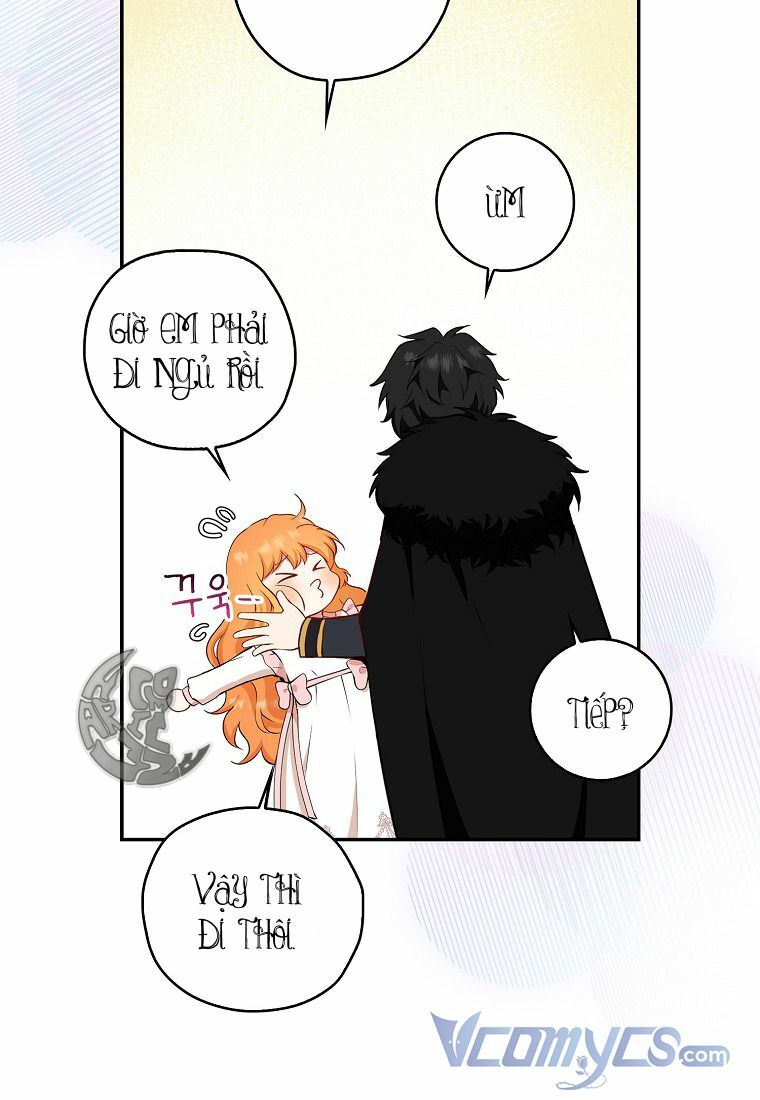 ỪM
GIỜ EM PHẢI
ĐI NGỦ RỒI.
꾸욱-
TIẾP?
VẬY THÌ
ĐI THÔI.
VCOMYCS.com